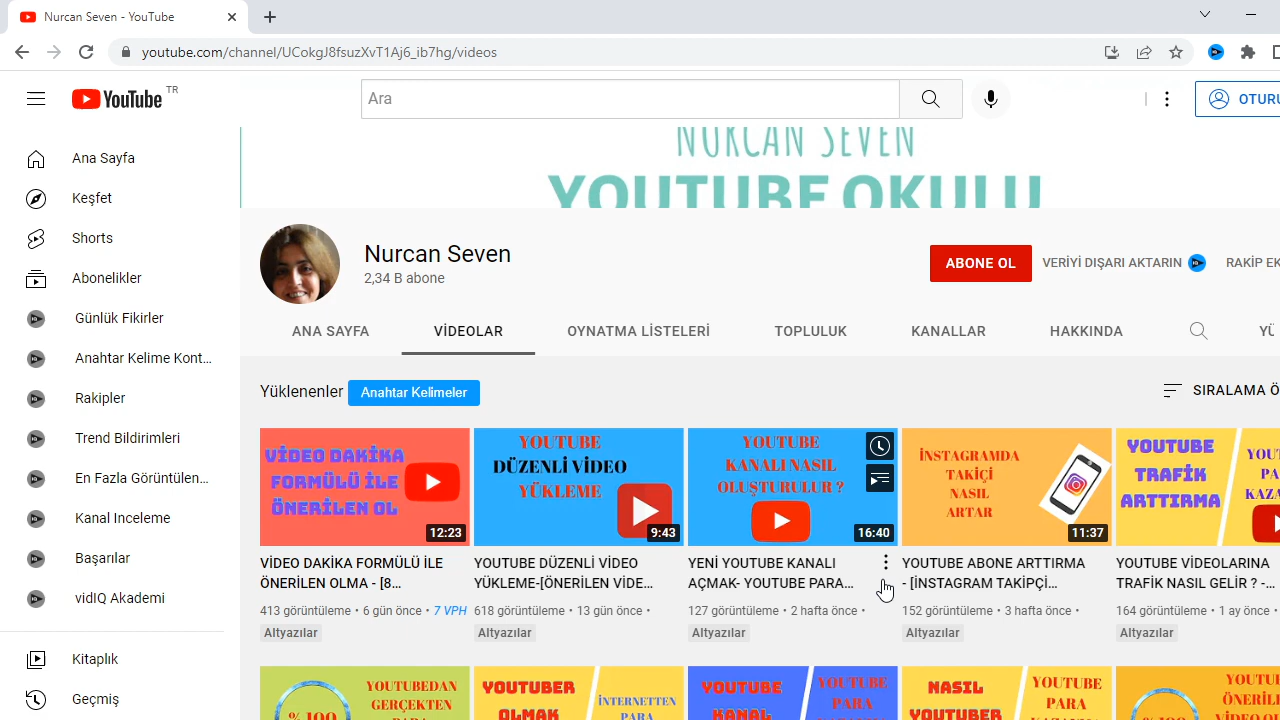 Nurcan Seven - YouTube
youtube.com/channel/UCokgJ8fsuzXvT1Aj6_ib7hg/videos
YouTube TR
Ara
OTURU
Ana Sayfa
Keşfet
Shorts
Abonelikler
Günlük Fikirler
Anahtar Kelime Kont...
Rakipler
Trend Bildirimleri
En Fazla Görüntülen...
Kanal Inceleme
Başarılar
vidIQ Akademi
Kitaplık
Geçmiş
NURCAN SEVEN
YOUTUBE OKULU
Nurcan Seven
2,34 B abone
ABONE OL
VERİYİ DIŞARI AKTARIN
RAKİP EK
ANA SAYFA
VİDEOLAR
OYNATMA LİSTELERİ
TOPLULUK
KANALLAR
HAKKINDA
YÜ
Yüklenenler
Anahtar Kelimeler
SIRALAMA Ö
VİDEO DAKİKA
FORMÜLÜ İLE
ÖNERİLEN OL
12:23
VİDEO DAKİKA FORMÜLÜ İLE
ÖNERİLEN OLMA - [8...
413 görüntüleme • 6 gün önce • 7 VPH
Altyazılar
YOUTUBE
DÜZENLİ VİDEO
YÜKLEME
9:43
YOUTUBE DÜZENLİ VİDEO
YÜKLEME-[ÖNERİLEN VİDE...
618 görüntüleme • 13 gün önce •
Altyazılar
YOUTUBE
KANALI NASIL
OLUŞTURULUR ?
16:40
YENİ YOUTUBE KANALI
AÇMAK- YOUTUBE PARA...
127 görüntüleme • 2 hafta önce •
Altyazılar
İNSTAGRAMDA
TAKİÇİ
NASIL
ARTAR
11:37
YOUTUBE ABONE ARTTIRMA
- [İNSTAGRAM TAKİPÇİ...
152 görüntüleme • 3 hafta önce •
Altyazılar
YOUTUBE
TRAFİK
ARTTIRMA
YOUT
PA
KAZA
YOUTUBE VİDEOLARINA
TRAFİK NASIL GELİR ? -...
164 görüntüleme • 1 ay önce •
Altyazılar
% 100
YOUTUBEDAN
GERÇEKTEN
PARA
YOUTUBER
OLMAK
İNTERNETTEN
PARA
YOUTUBE
KANAL
YOUTUBE
PARA
NASIL
YOUTUBER
YOUTUBE
PARA
% 100
YOUTU
ÖNERİL